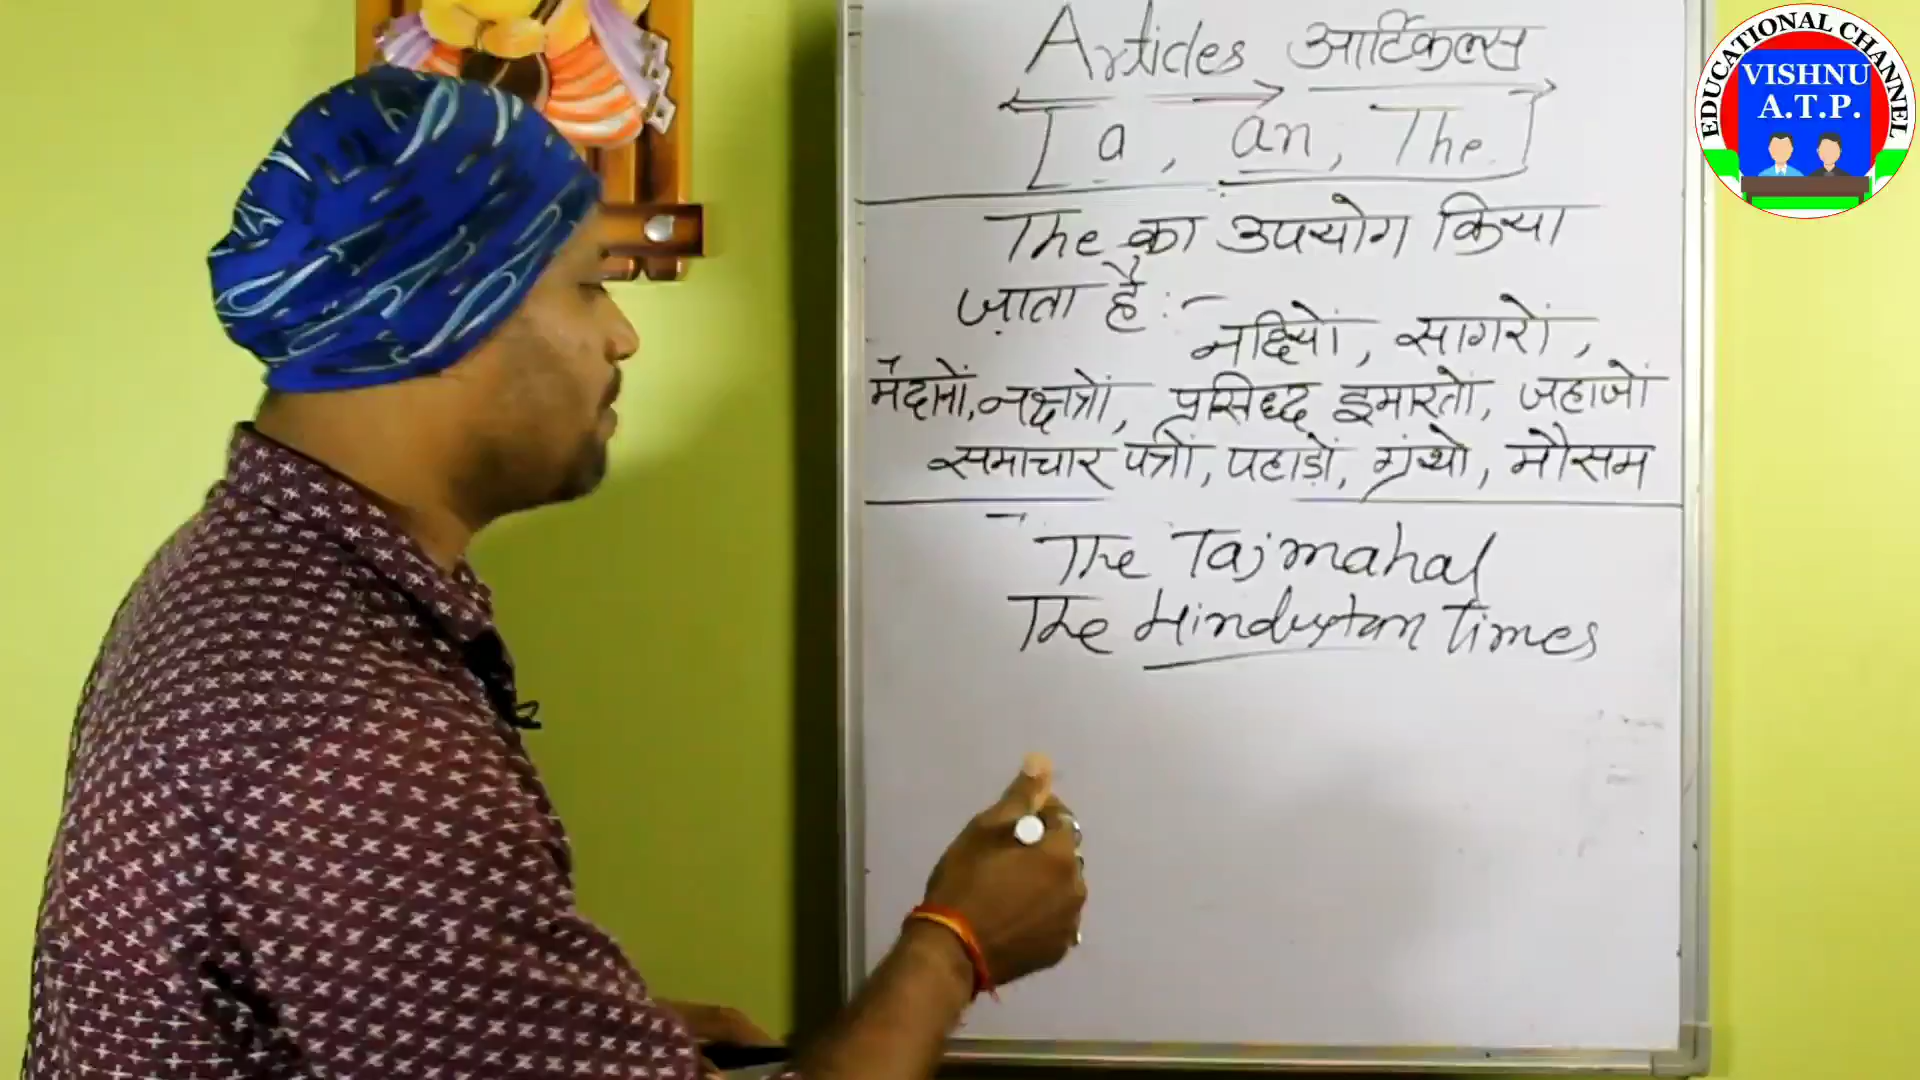 Articles आर्टिकल्स
[ a, an, The ]
The का उपयोग किया
जाता है :-
नदियों, सागरों,
मैदानों, नक्षत्रों, प्रसिध्द इमारतों, जहाजों
समाचार पत्रों, पहाड़ों, ग्रंथो, मौसम
The Tajmahal
The Hindustan Times
EDUCATIONAL CHANNEL
VISHNU
A.T.P.